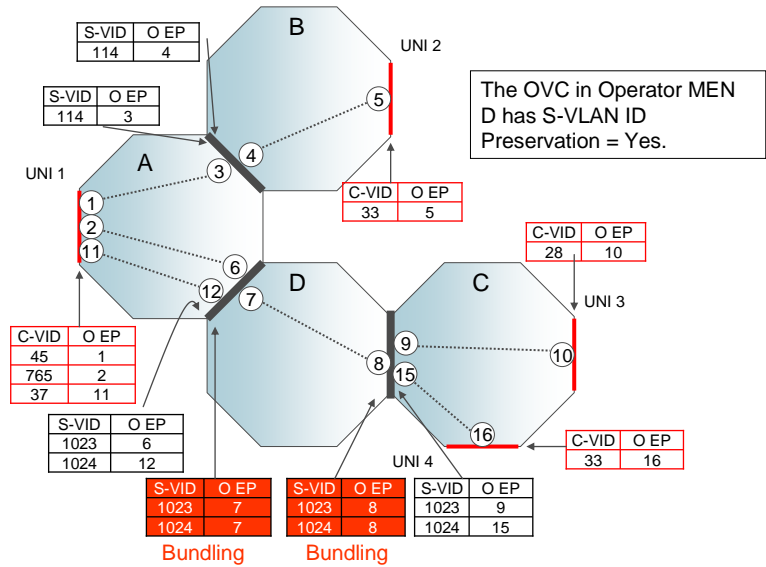 B
S-VID O EP
114 4
UNI 2
The OVC in Operator MEN
D has S-VLAN ID
Preservation = Yes.
S-VID O EP
114 3
5
A
4
3
UNI 1
C-VID O EP
33 5
1
2
11
C-VID O EP
28 10
6
12
D
7
C
UNI 3
9
10
8
15
C-VID O EP
45 1
765 2
37 11
16
S-VID O EP
1023 6
1024 12
C-VID O EP
33 16
UNI 4
S-VID O EP
1023 7
1024 7
Bundling
S-VID O EP
1023 8
1024 8
Bundling
S-VID O EP
1023 9
1024 15